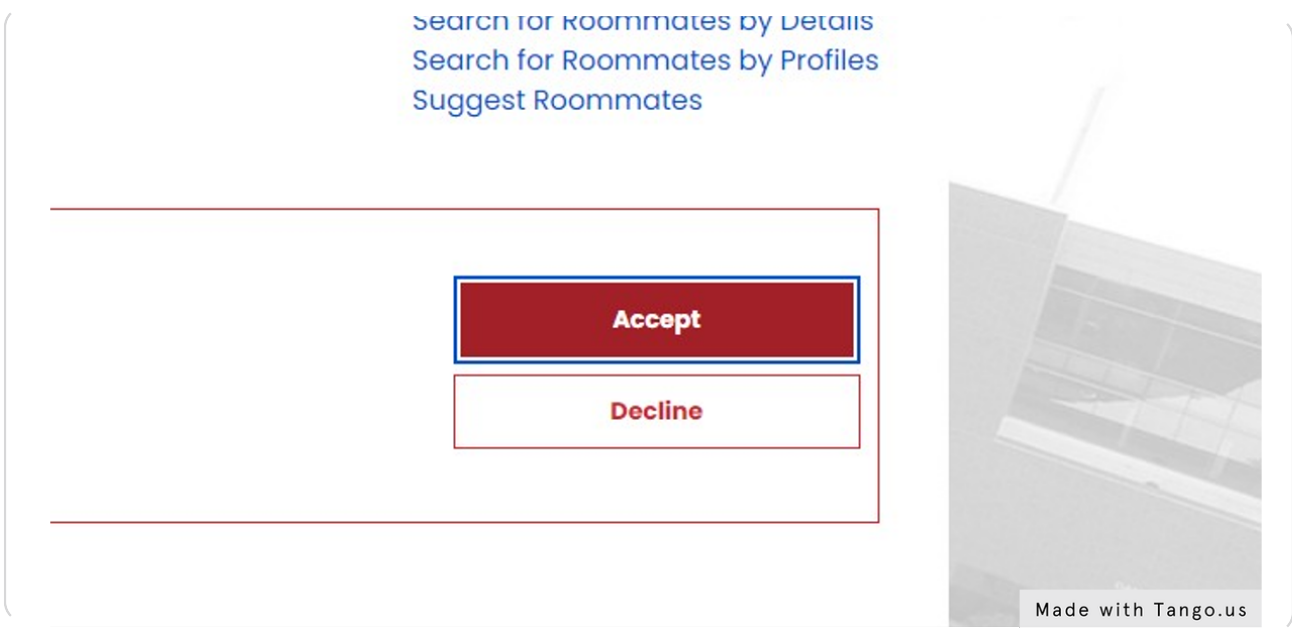 Search for Roommates by Details
Search for Roommates by Profiles
Suggest Roommates
Accept
Decline
Made with Tango.us